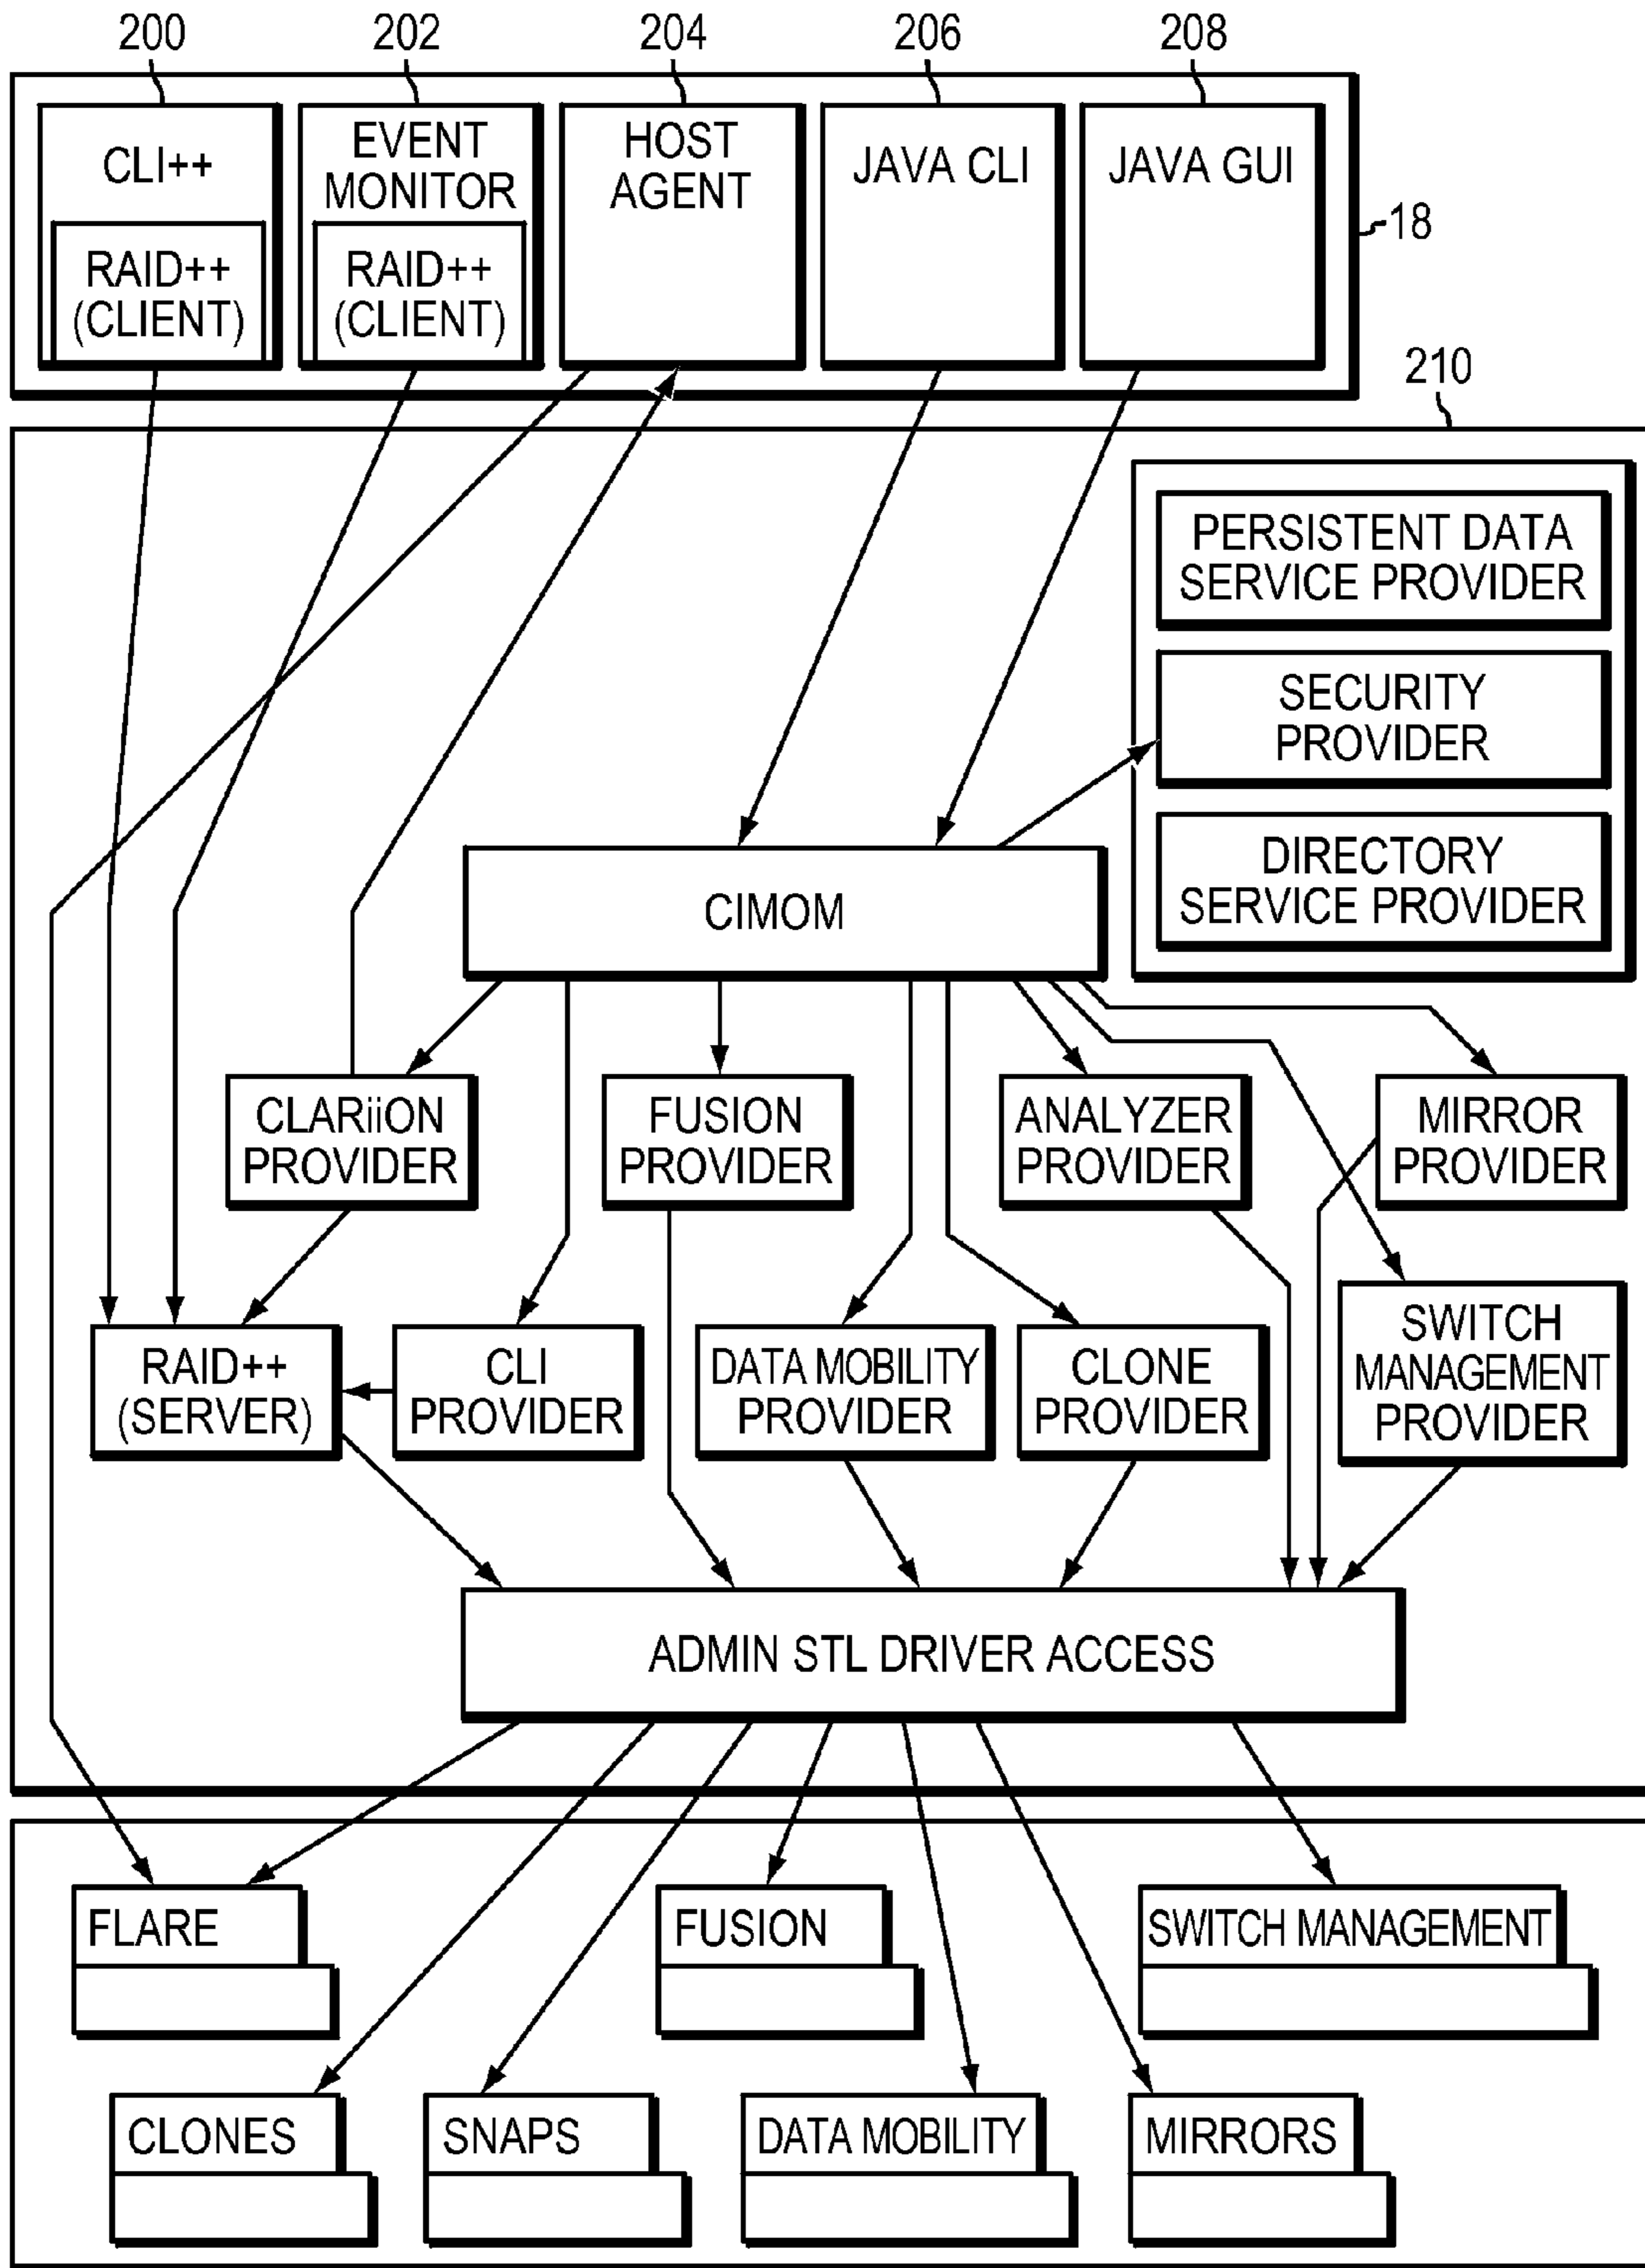 200
202
204
206
208
CLI++
RAID++
(CLIENT)
EVENT
MONITOR
RAID++
(CLIENT)
HOST
AGENT
JAVA CLI
JAVA GUI
18
210
PERSISTENT DATA
SERVICE PROVIDER
SECURITY
PROVIDER
DIRECTORY
SERVICE PROVIDER
CIMOM
CLARiiON
PROVIDER
FUSION
PROVIDER
ANALYZER
PROVIDER
MIRROR
PROVIDER
RAID++
(SERVER)
CLI
PROVIDER
DATA MOBILITY
PROVIDER
CLONE
PROVIDER
SWITCH
MANAGEMENT
PROVIDER
ADMIN STL DRIVER ACCESS
FLARE
FUSION
SWITCH MANAGEMENT
CLONES
SNAPS
DATA MOBILITY
MIRRORS